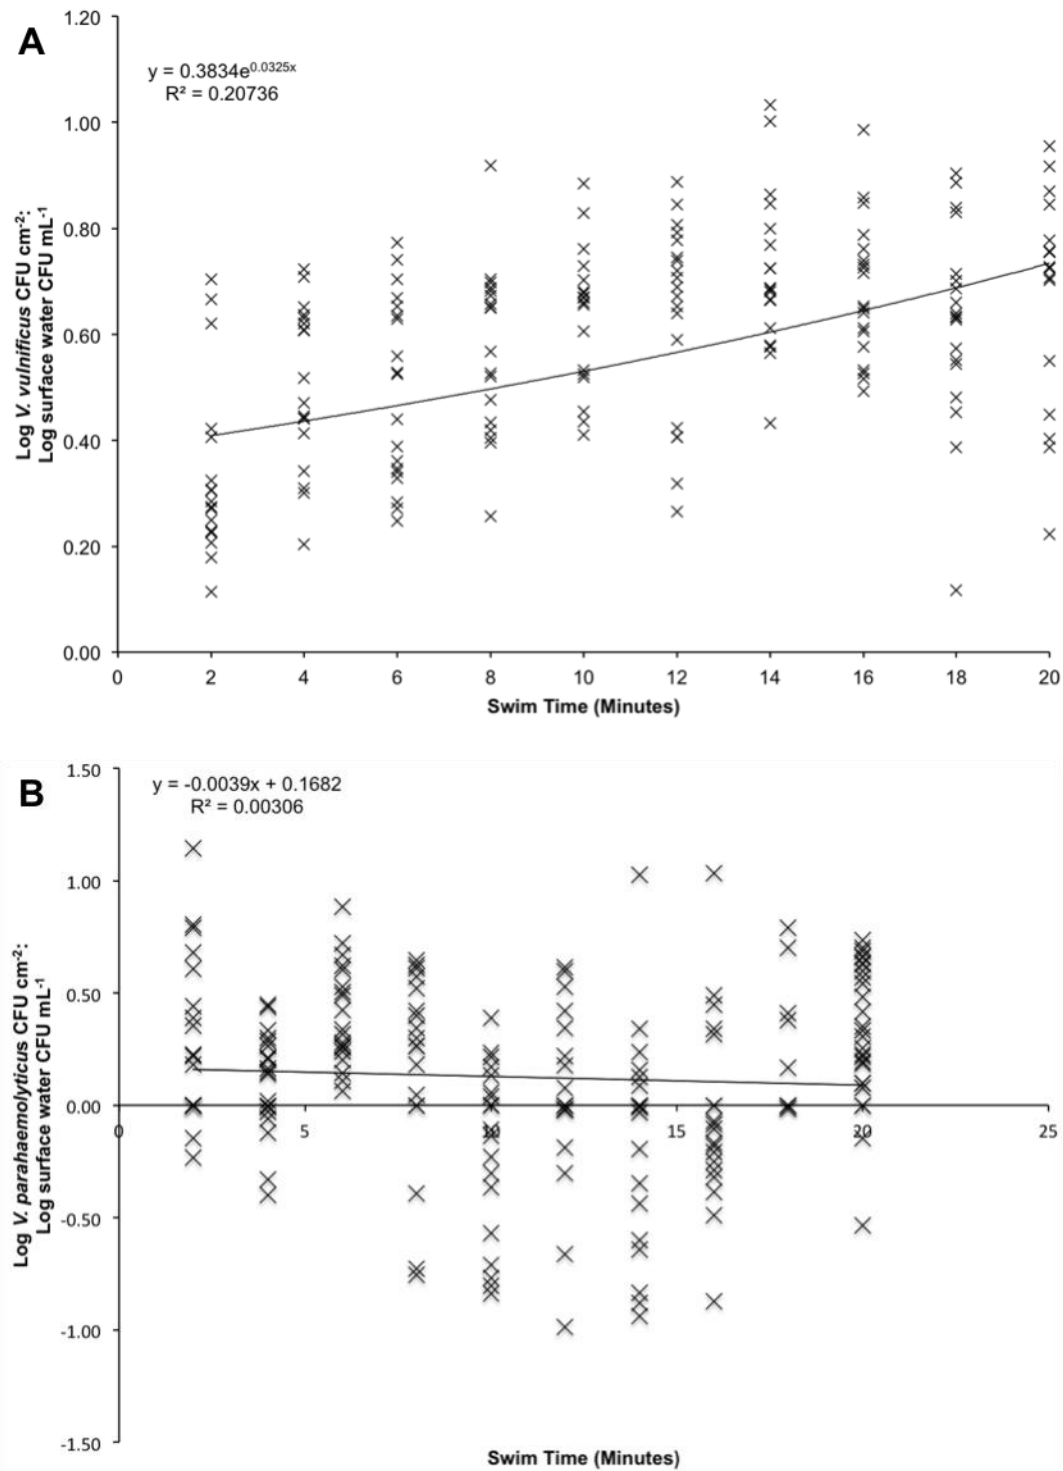 A
1.20
y = 0.3834e^0.0325x
R² = 0.20736
1.00
0.80
0.60
0.40
0.20
0.00
Log V. vulnificus CFU cm⁻²:
Log surface water CFU mL⁻¹
0 2 4 6 8 10 12 14 16 18 20
Swim Time (Minutes)
B
1.50
y = -0.0039x + 0.1682
R² = 0.00306
1.00
0.50
0.00
0 5 10 15 20 25
-0.50
-1.00
-1.50
Log V. parahaemolyticus CFU cm⁻²:
Log surface water CFU mL⁻¹
Swim Time (Minutes)